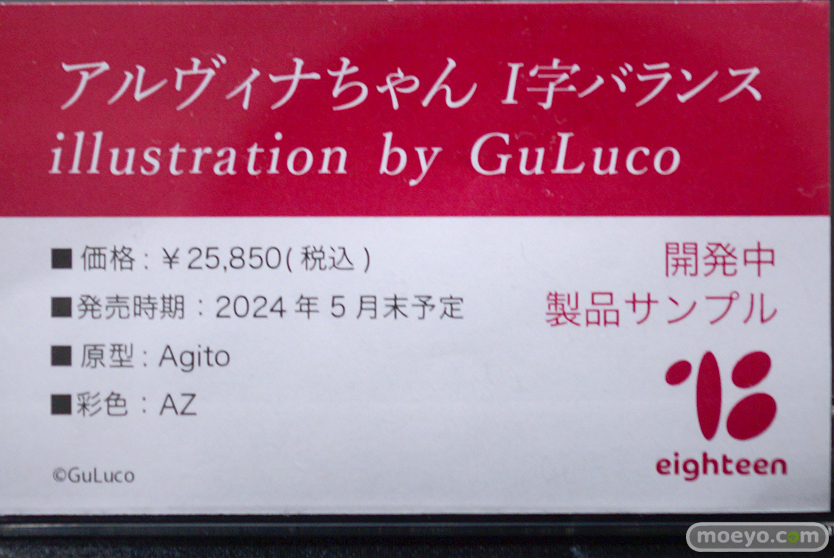 アルヴィナちゃん I字バランス
illustration by GuLuco
■ 価格：￥25,850(税込)
■発売時期：2024年5月末予定
■ 原型：Agito
■彩色：AZ
開発中
製品サンプル
eighteen
©GuLuco
moeyo.com